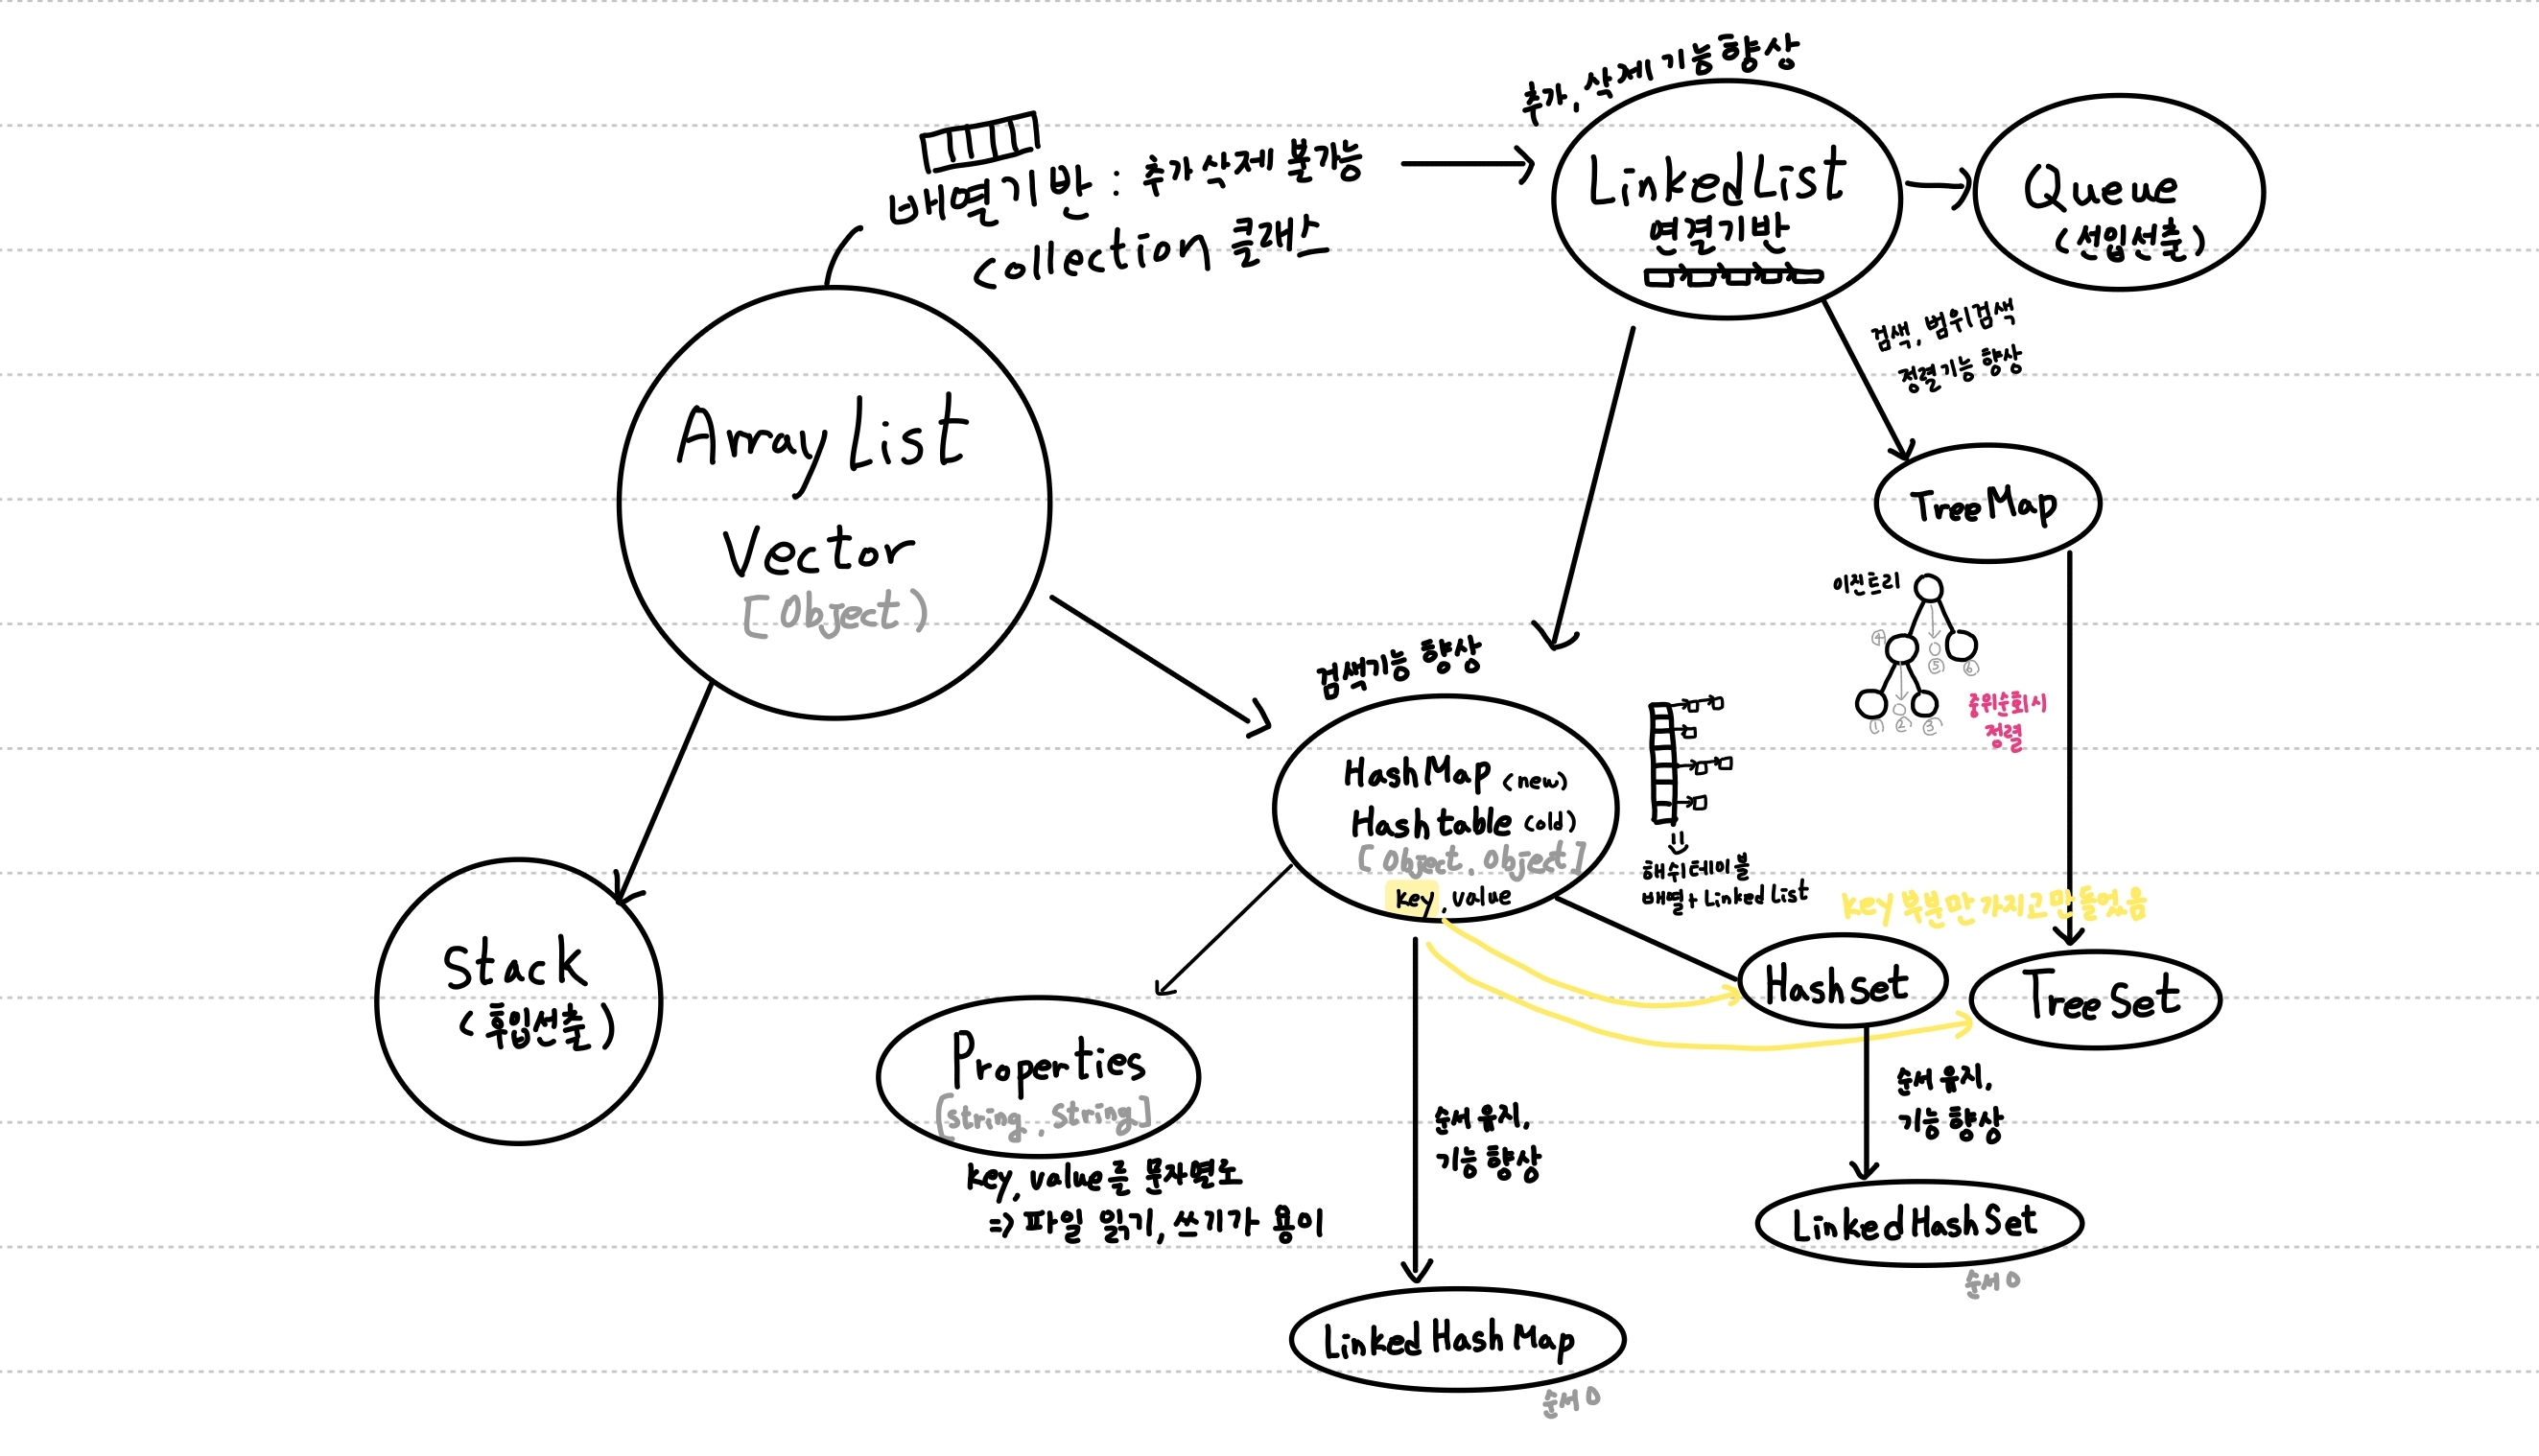 추가, 삭제 기능 향상
배열기반 : 추가 삭제 불가능
Collection 클래스
LinkedList
연결기반
Queue
(선입선출)
검색, 범위검색
정렬기능 향상
ArrayList
Vector
[Object)
TreeMap
이진트리
④
⑤
⑥
①
②
③
중위순회시
정렬
검색기능 향상
HashMap (new)
Hashtable (old)
[Object, Object]
key, value
해쉬테이블
배열+ Linked List
key 부분만 가지고 만들었음
Stack
(후입선출)
HashSet
TreeSet
Properties
[String, String]
key, value를 문자열로
=> 파일 읽기, 쓰기가 용이
순서 유지,
기능 향상
순서 유지,
기능 향상
LinkedHashSet
순서 O
Linked HashMap
순서 O